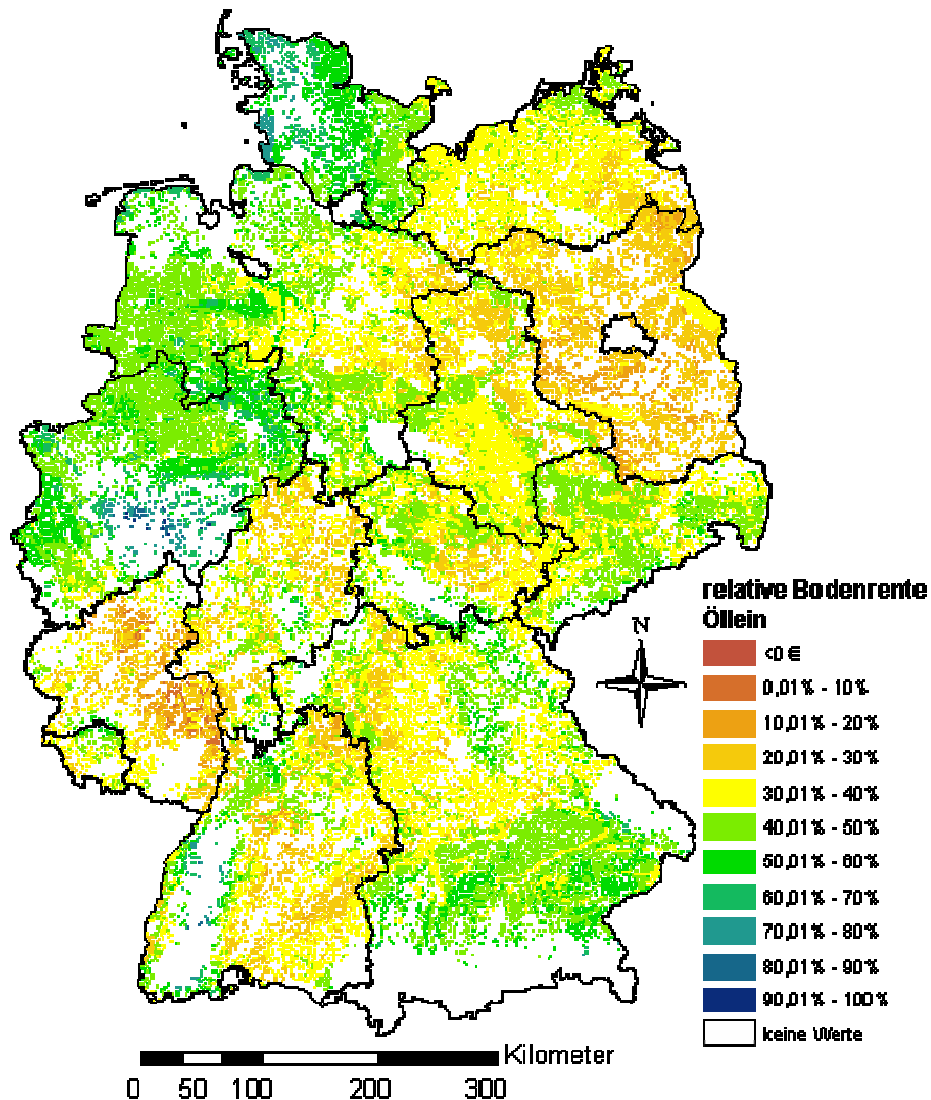 relative Bodenrente
Öllein
N
<0 €
0,01% - 10%
10,01% - 20%
20,01% - 30%
30,01% - 40%
40,01% - 50%
50,01% - 60%
60,01% - 70%
70,01% - 80%
80,01% - 90%
90,01% - 100%
keine Werte
Kilometer
0 50 100 200 300